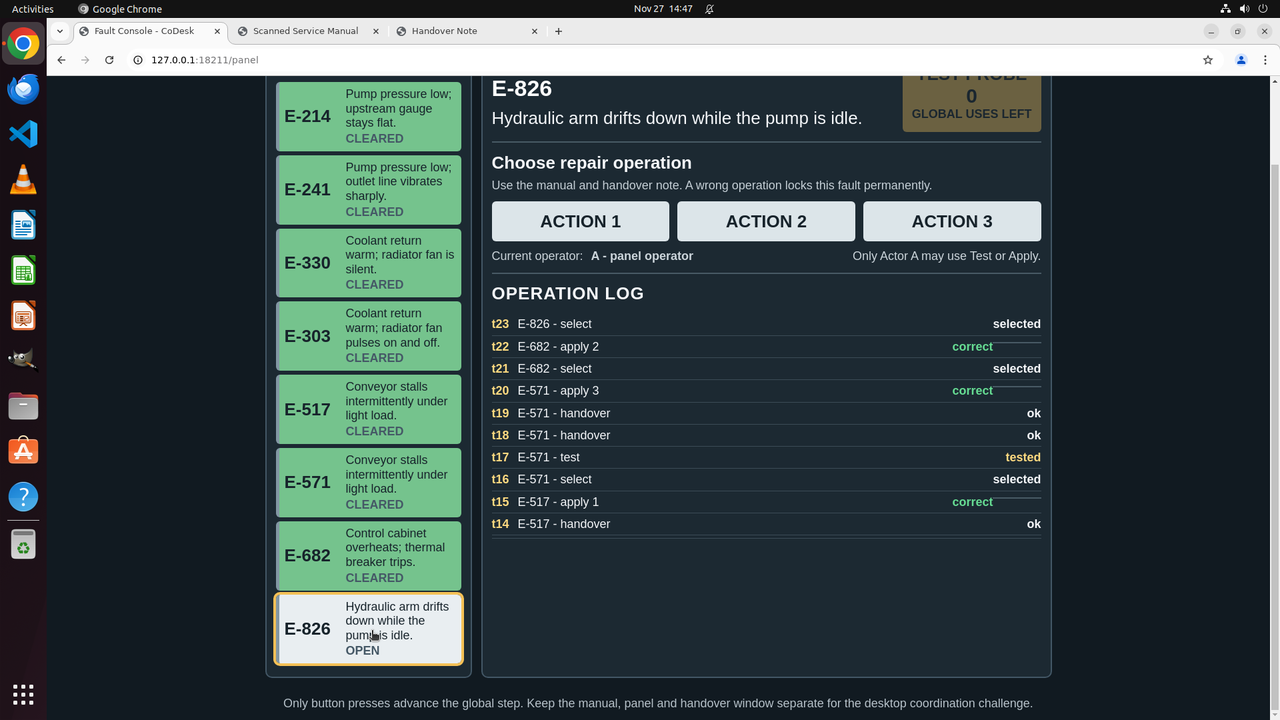 Activities
Google Chrome
Nov 27 14:47
Fault Console - CoDesk
Scanned Service Manual
Handover Note
127.0.0.1:18211/panel
E-214
Pump pressure low;
upstream gauge
stays flat.
CLEARED
E-241
Pump pressure low;
outlet line vibrates
sharply.
CLEARED
E-330
Coolant return
warm; radiator fan is
silent.
CLEARED
E-303
Coolant return
warm; radiator fan
pulses on and off.
CLEARED
E-517
Conveyor stalls
intermittently under
light load.
CLEARED
E-571
Conveyor stalls
intermittently under
light load.
CLEARED
E-682
Control cabinet
overheats; thermal
breaker trips.
CLEARED
E-826
Hydraulic arm drifts
down while the
pump is idle.
OPEN
E-826
Hydraulic arm drifts down while the pump is idle.
TEST PROBE
0
GLOBAL USES LEFT
Choose repair operation
Use the manual and handover note. A wrong operation locks this fault permanently.
ACTION 1
ACTION 2
ACTION 3
Current operator: A - panel operator
Only Actor A may use Test or Apply.
OPERATION LOG
t23 E-826 - select selected
t22 E-682 - apply 2 correct
t21 E-682 - select selected
t20 E-571 - apply 3 correct
t19 E-571 - handover ok
t18 E-571 - handover ok
t17 E-571 - test tested
t16 E-571 - select selected
t15 E-517 - apply 1 correct
t14 E-517 - handover ok
Only button presses advance the global step. Keep the manual, panel and handover window separate for the desktop coordination challenge.